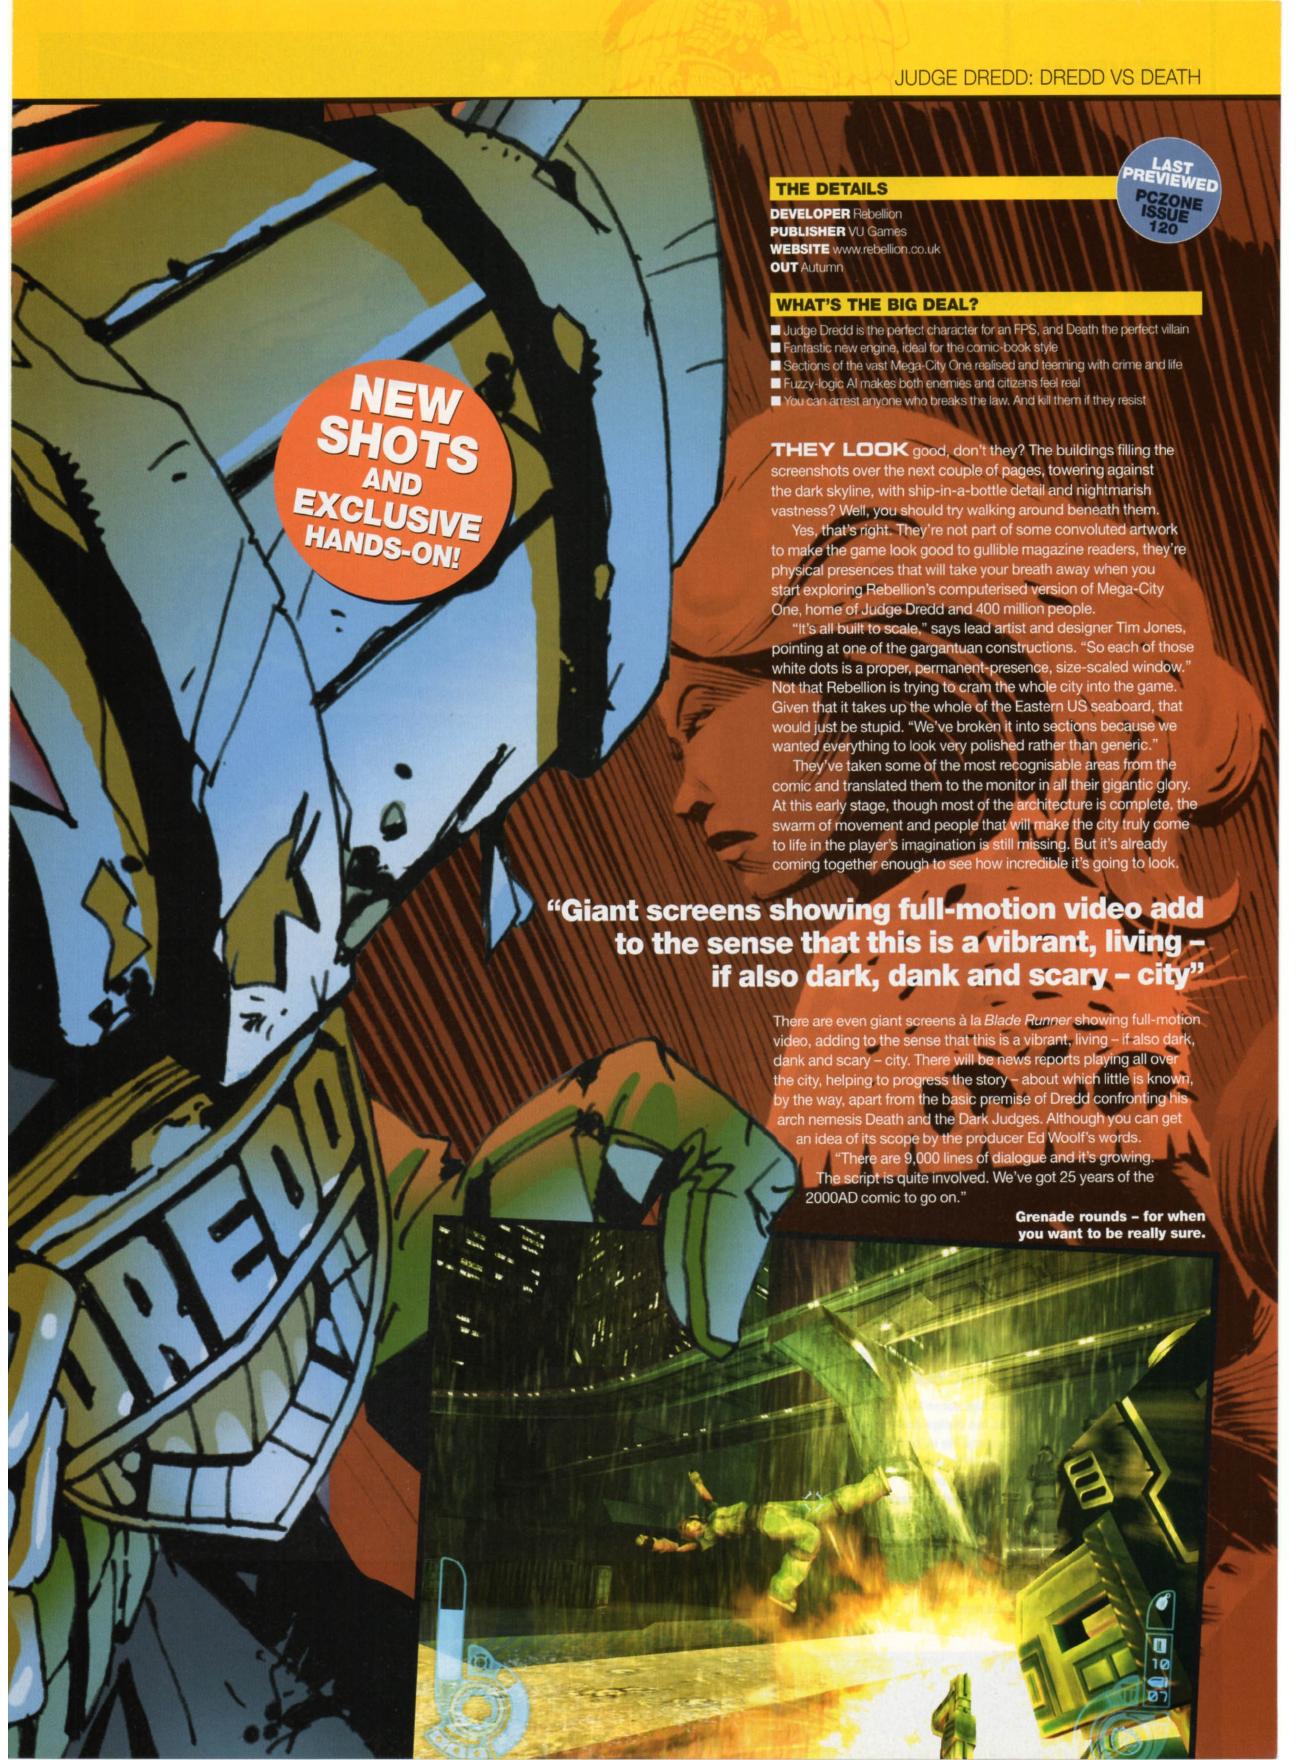 JUDGE DREDD: DREDD VS DEATH
LAST
PREVIEWED
PCZONE
ISSUE
120
THE DETAILS
DEVELOPER Rebellion
PUBLISHER VU Games
WEBSITE www.rebellion.co.uk
OUT Autumn
WHAT'S THE BIG DEAL?
■ Judge Dredd is the perfect character for an FPS, and Death the perfect villain
■ Fantastic new engine, ideal for the comic-book style
■ Sections of the vast Mega-City One realised and teeming with crime and life
■ Fuzzy-logic AI makes both enemies and citizens feel real
■ You can arrest anyone who breaks the law. And kill them if they resist
NEW
SHOTS
AND
EXCLUSIVE
HANDS-ON!
THEY LOOK good, don't they? The buildings filling the
screenshots over the next couple of pages, towering against
the dark skyline, with ship-in-a-bottle detail and nightmarish
vastness? Well, you should try walking around beneath them.
Yes, that's right. They're not part of some convoluted artwork
to make the game look good to gullible magazine readers, they're
physical presences that will take your breath away when you
start exploring Rebellion's computerised version of Mega-City
One, home of Judge Dredd and 400 million people.
"It's all built to scale," says lead artist and designer Tim Jones,
pointing at one of the gargantuan constructions. "So each of those
white dots is a proper, permanent-presence, size-scaled window."
Not that Rebellion is trying to cram the whole city into the game.
Given that it takes up the whole of the Eastern US seaboard, that
would just be stupid. "We've broken it into sections because we
wanted everything to look very polished rather than generic."
They've taken some of the most recognisable areas from the
comic and translated them to the monitor in all their gigantic glory.
At this early stage, though most of the architecture is complete, the
swarm of movement and people that will make the city truly come
to life in the player's imagination is still missing. But it's already
coming together enough to see how incredible it's going to look.
"Giant screens showing full-motion video add
to the sense that this is a vibrant, living –
if also dark, dank and scary – city"
There are even giant screens à la Blade Runner showing full-motion
video, adding to the sense that this is a vibrant, living – if also dark,
dank and scary – city. There will be news reports playing all over
the city, helping to progress the story – about which little is known,
by the way, apart from the basic premise of Dredd confronting his
arch nemesis Death and the Dark Judges. Although you can get
an idea of its scope by the producer Ed Woolf's words.
"There are 9,000 lines of dialogue and it's growing.
The script is quite involved. We've got 25 years of the
2000AD comic to go on."
Grenade rounds – for when
you want to be really sure.
DREDD
10
07